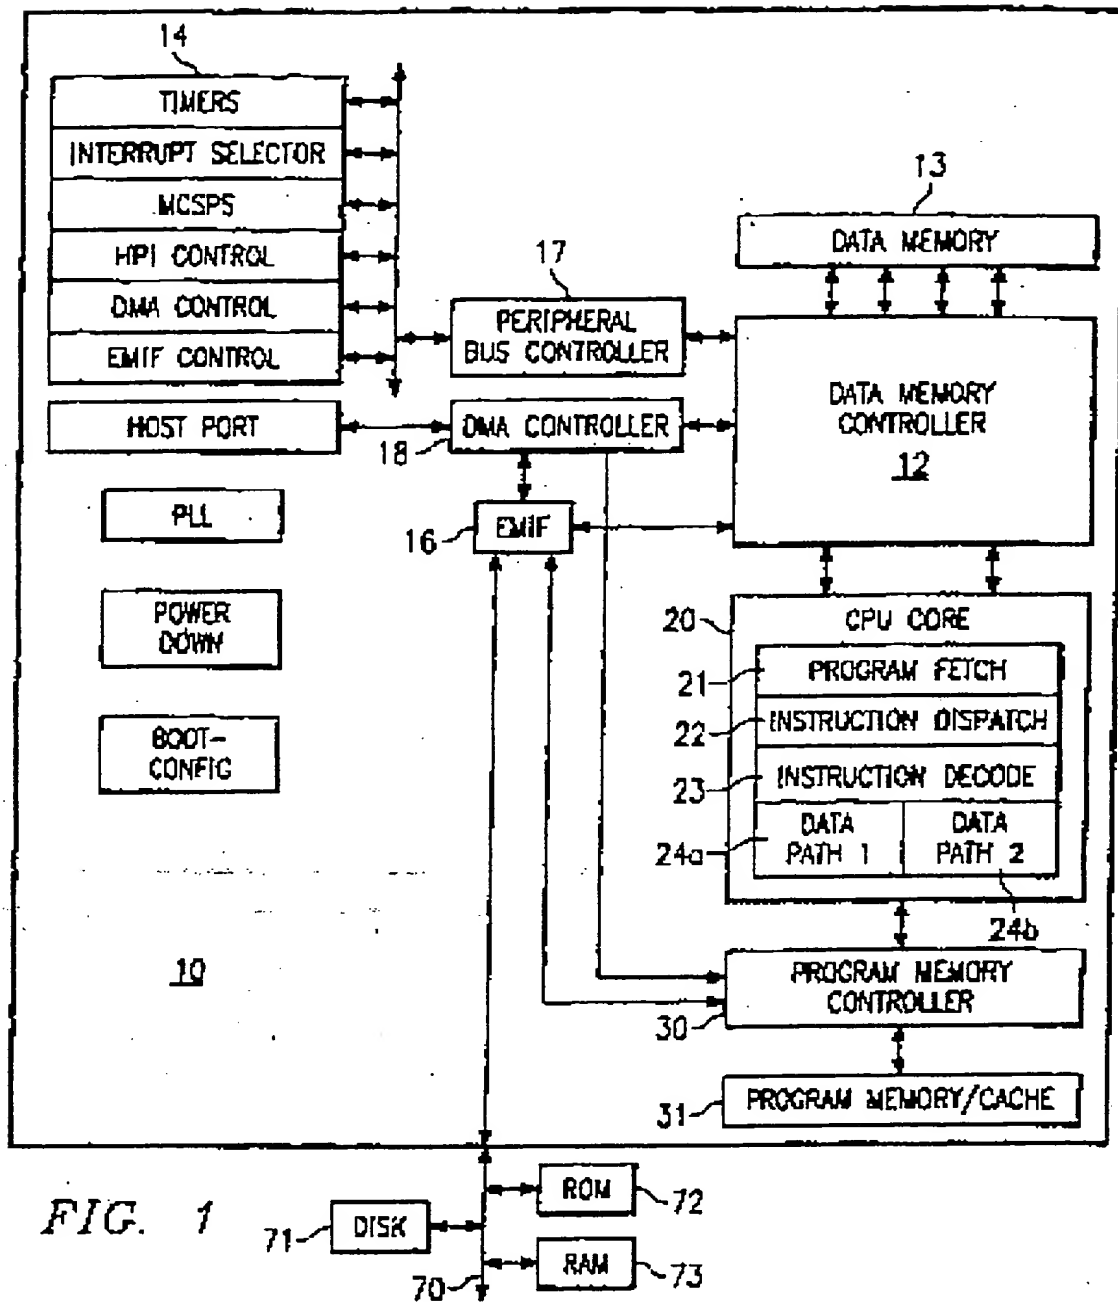 14
TIMERS
INTERRUPT SELECTOR
MCSPS
HPI CONTROL
DMA CONTROL
EMIF CONTROL
HOST PORT
PLL
POWER
DOWN
BOOT-
CONFIG
10
17
PERIPHERAL
BUS CONTROLLER
DMA CONTROLLER
18
EMIF
16
13
DATA MEMORY
DATA MEMORY
CONTROLLER
12
20
CPU CORE
21
PROGRAM FETCH
22
INSTRUCTION DISPATCH
23
INSTRUCTION DECODE
24a
DATA
PATH 1
DATA
PATH 2
24b
PROGRAM MEMORY
CONTROLLER
30
31
PROGRAM MEMORY/CACHE
FIG. 1
71
DISK
70
ROM
72
RAM
73